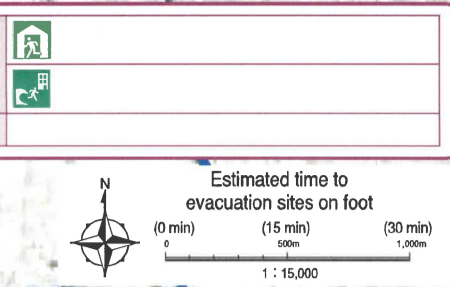 N
Estimated time to
evacuation sites on foot
(0 min) (15 min) (30 min)
0 500m 1,000m
1：15,000